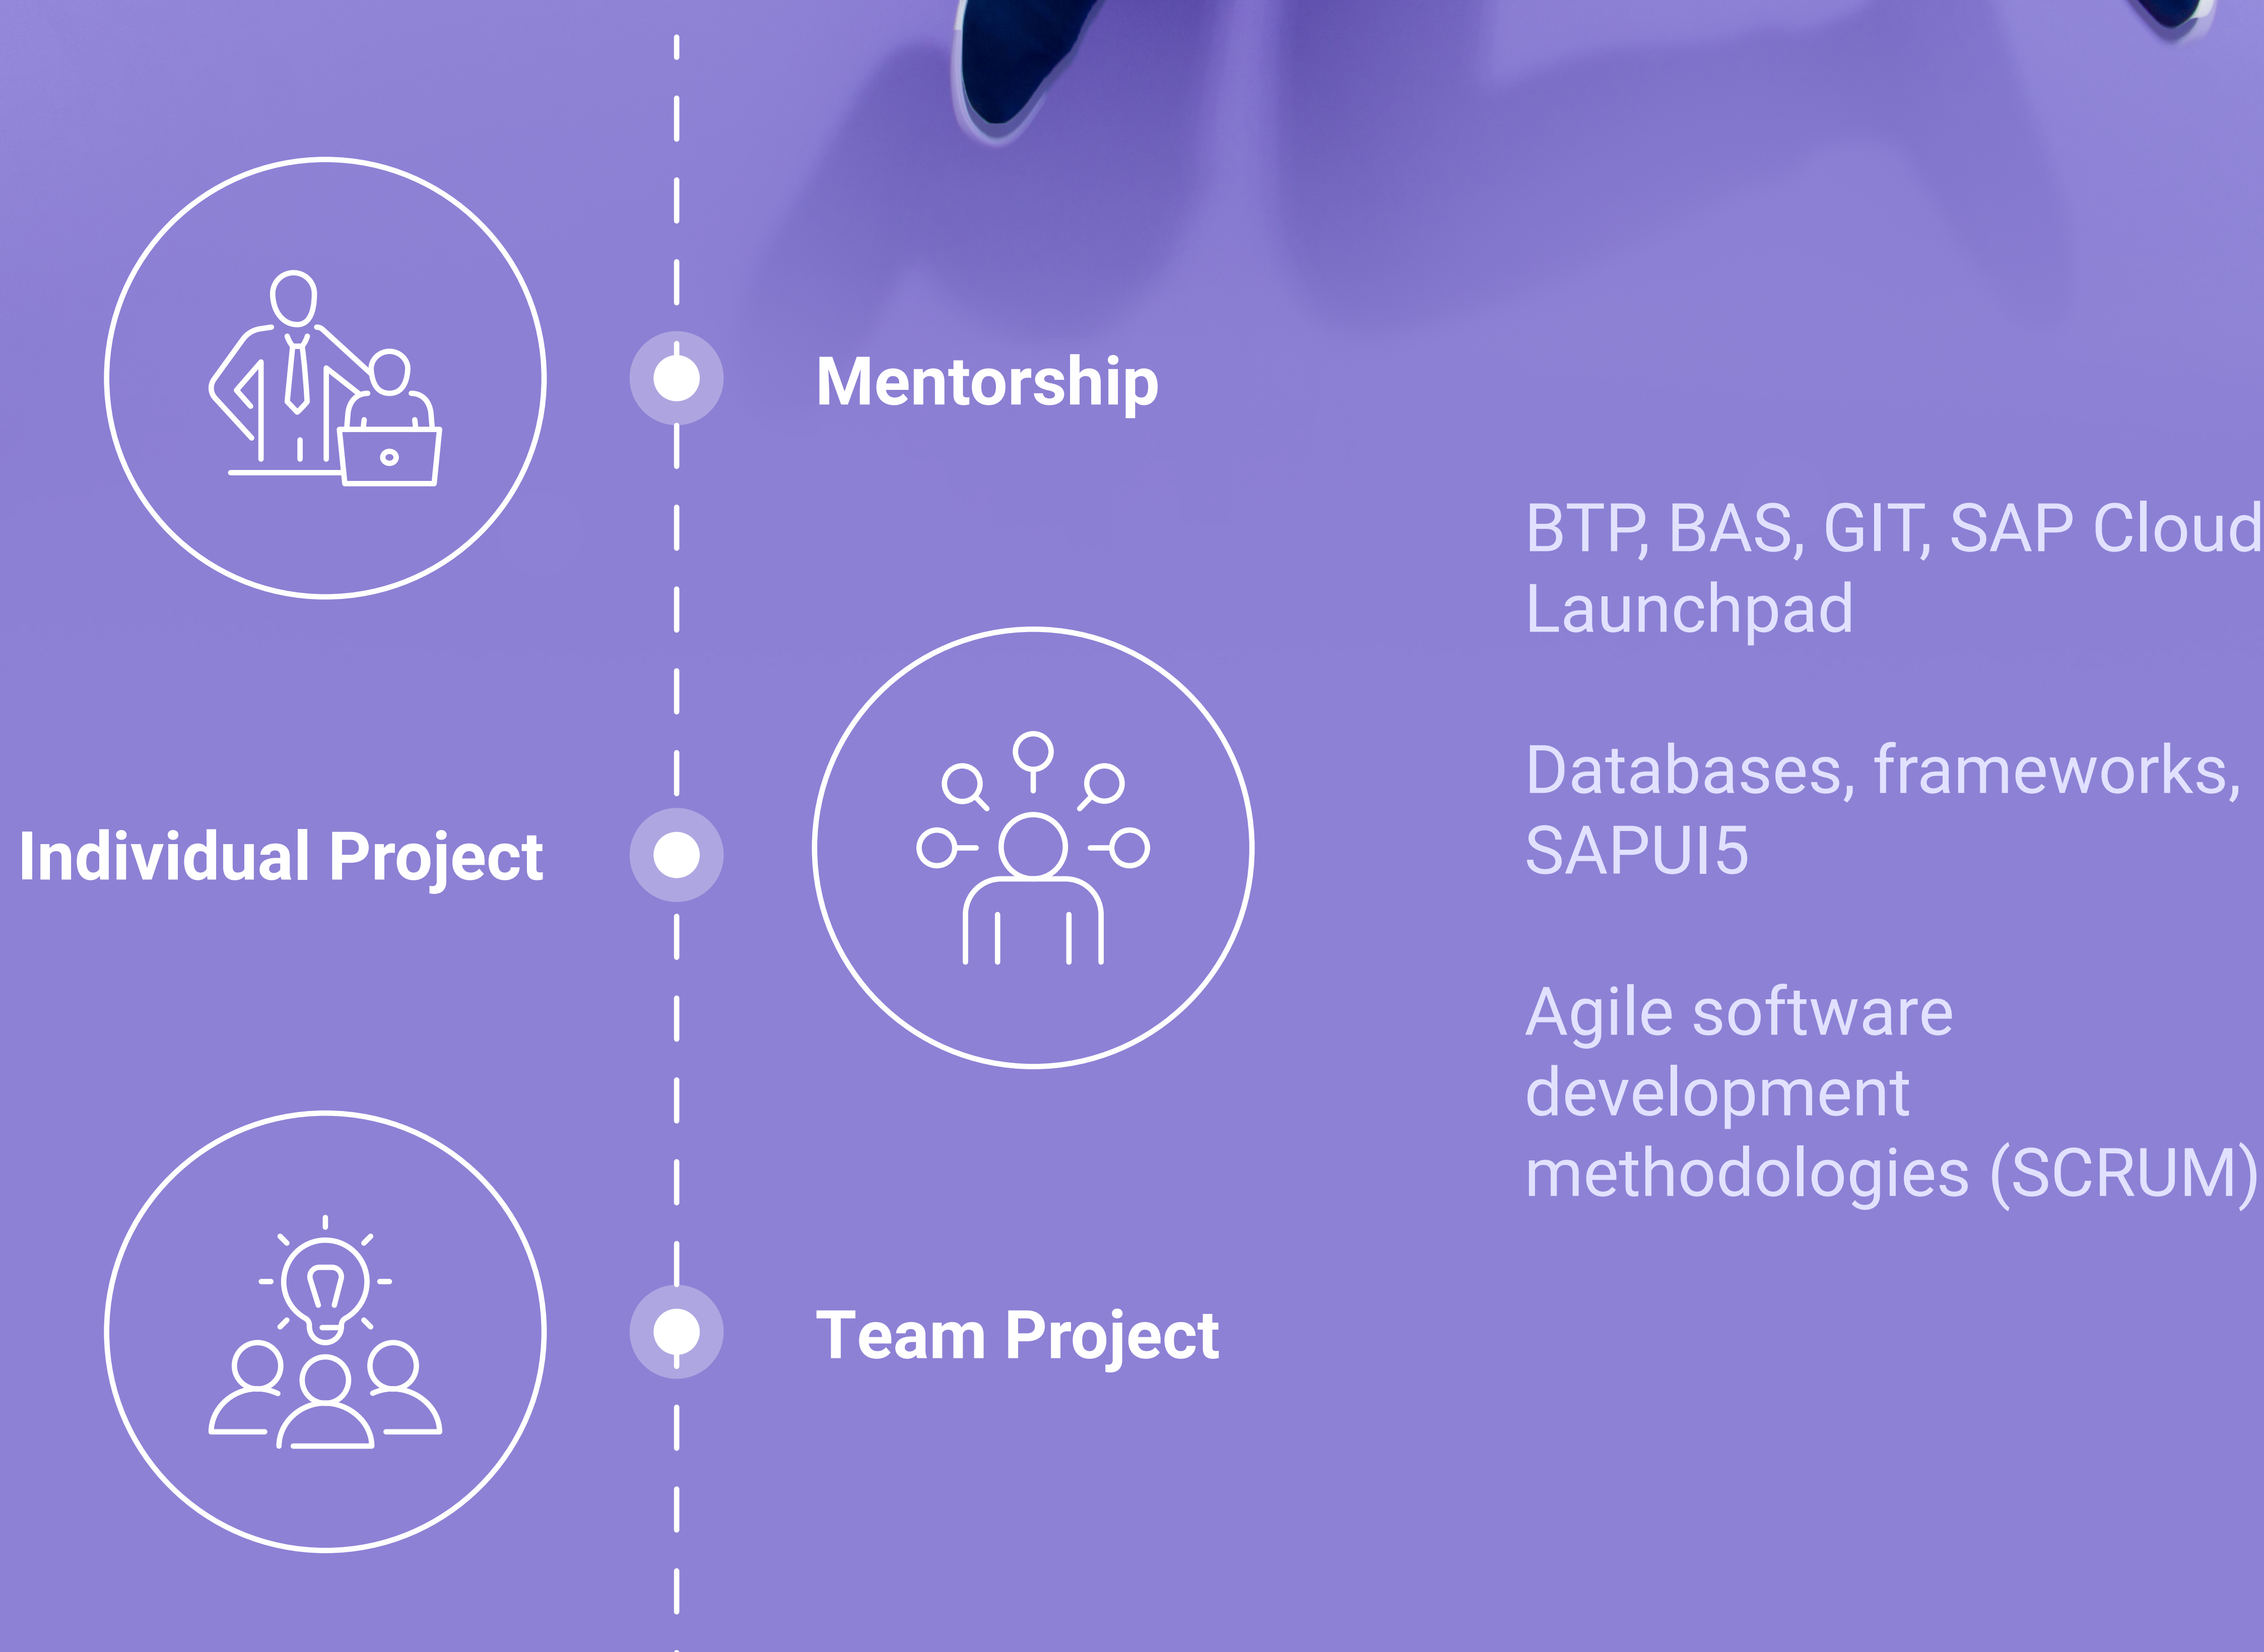 Mentorship
Individual Project
Team Project
BTP, BAS, GIT, SAP Cloud
Launchpad
Databases, frameworks,
SAPUI5
Agile software
development
methodologies (SCRUM)